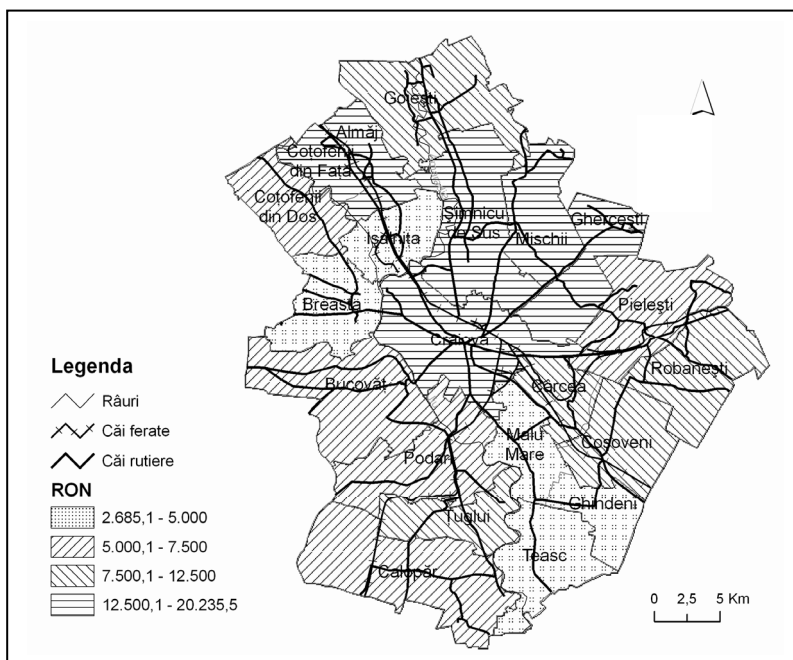 Goiești
Almăj
Coțofenii
din Față
Coțofenii
din Dos
Ișalnița
Șimnicu
de Sus
Mischii
Ghercești
Breasta
Pielești
Craiova
Robănești
Bucovăț
Cârcea
Coșoveni
Malu
Mare
Podari
Ghindeni
Țuglui
Teasc
Calopăr
Legenda
Râuri
Căi ferate
Căi rutiere
RON
2.685,1 - 5.000
5.000,1 - 7.500
7.500,1 - 12.500
12.500,1 - 20.235,5
0 2,5 5 Km